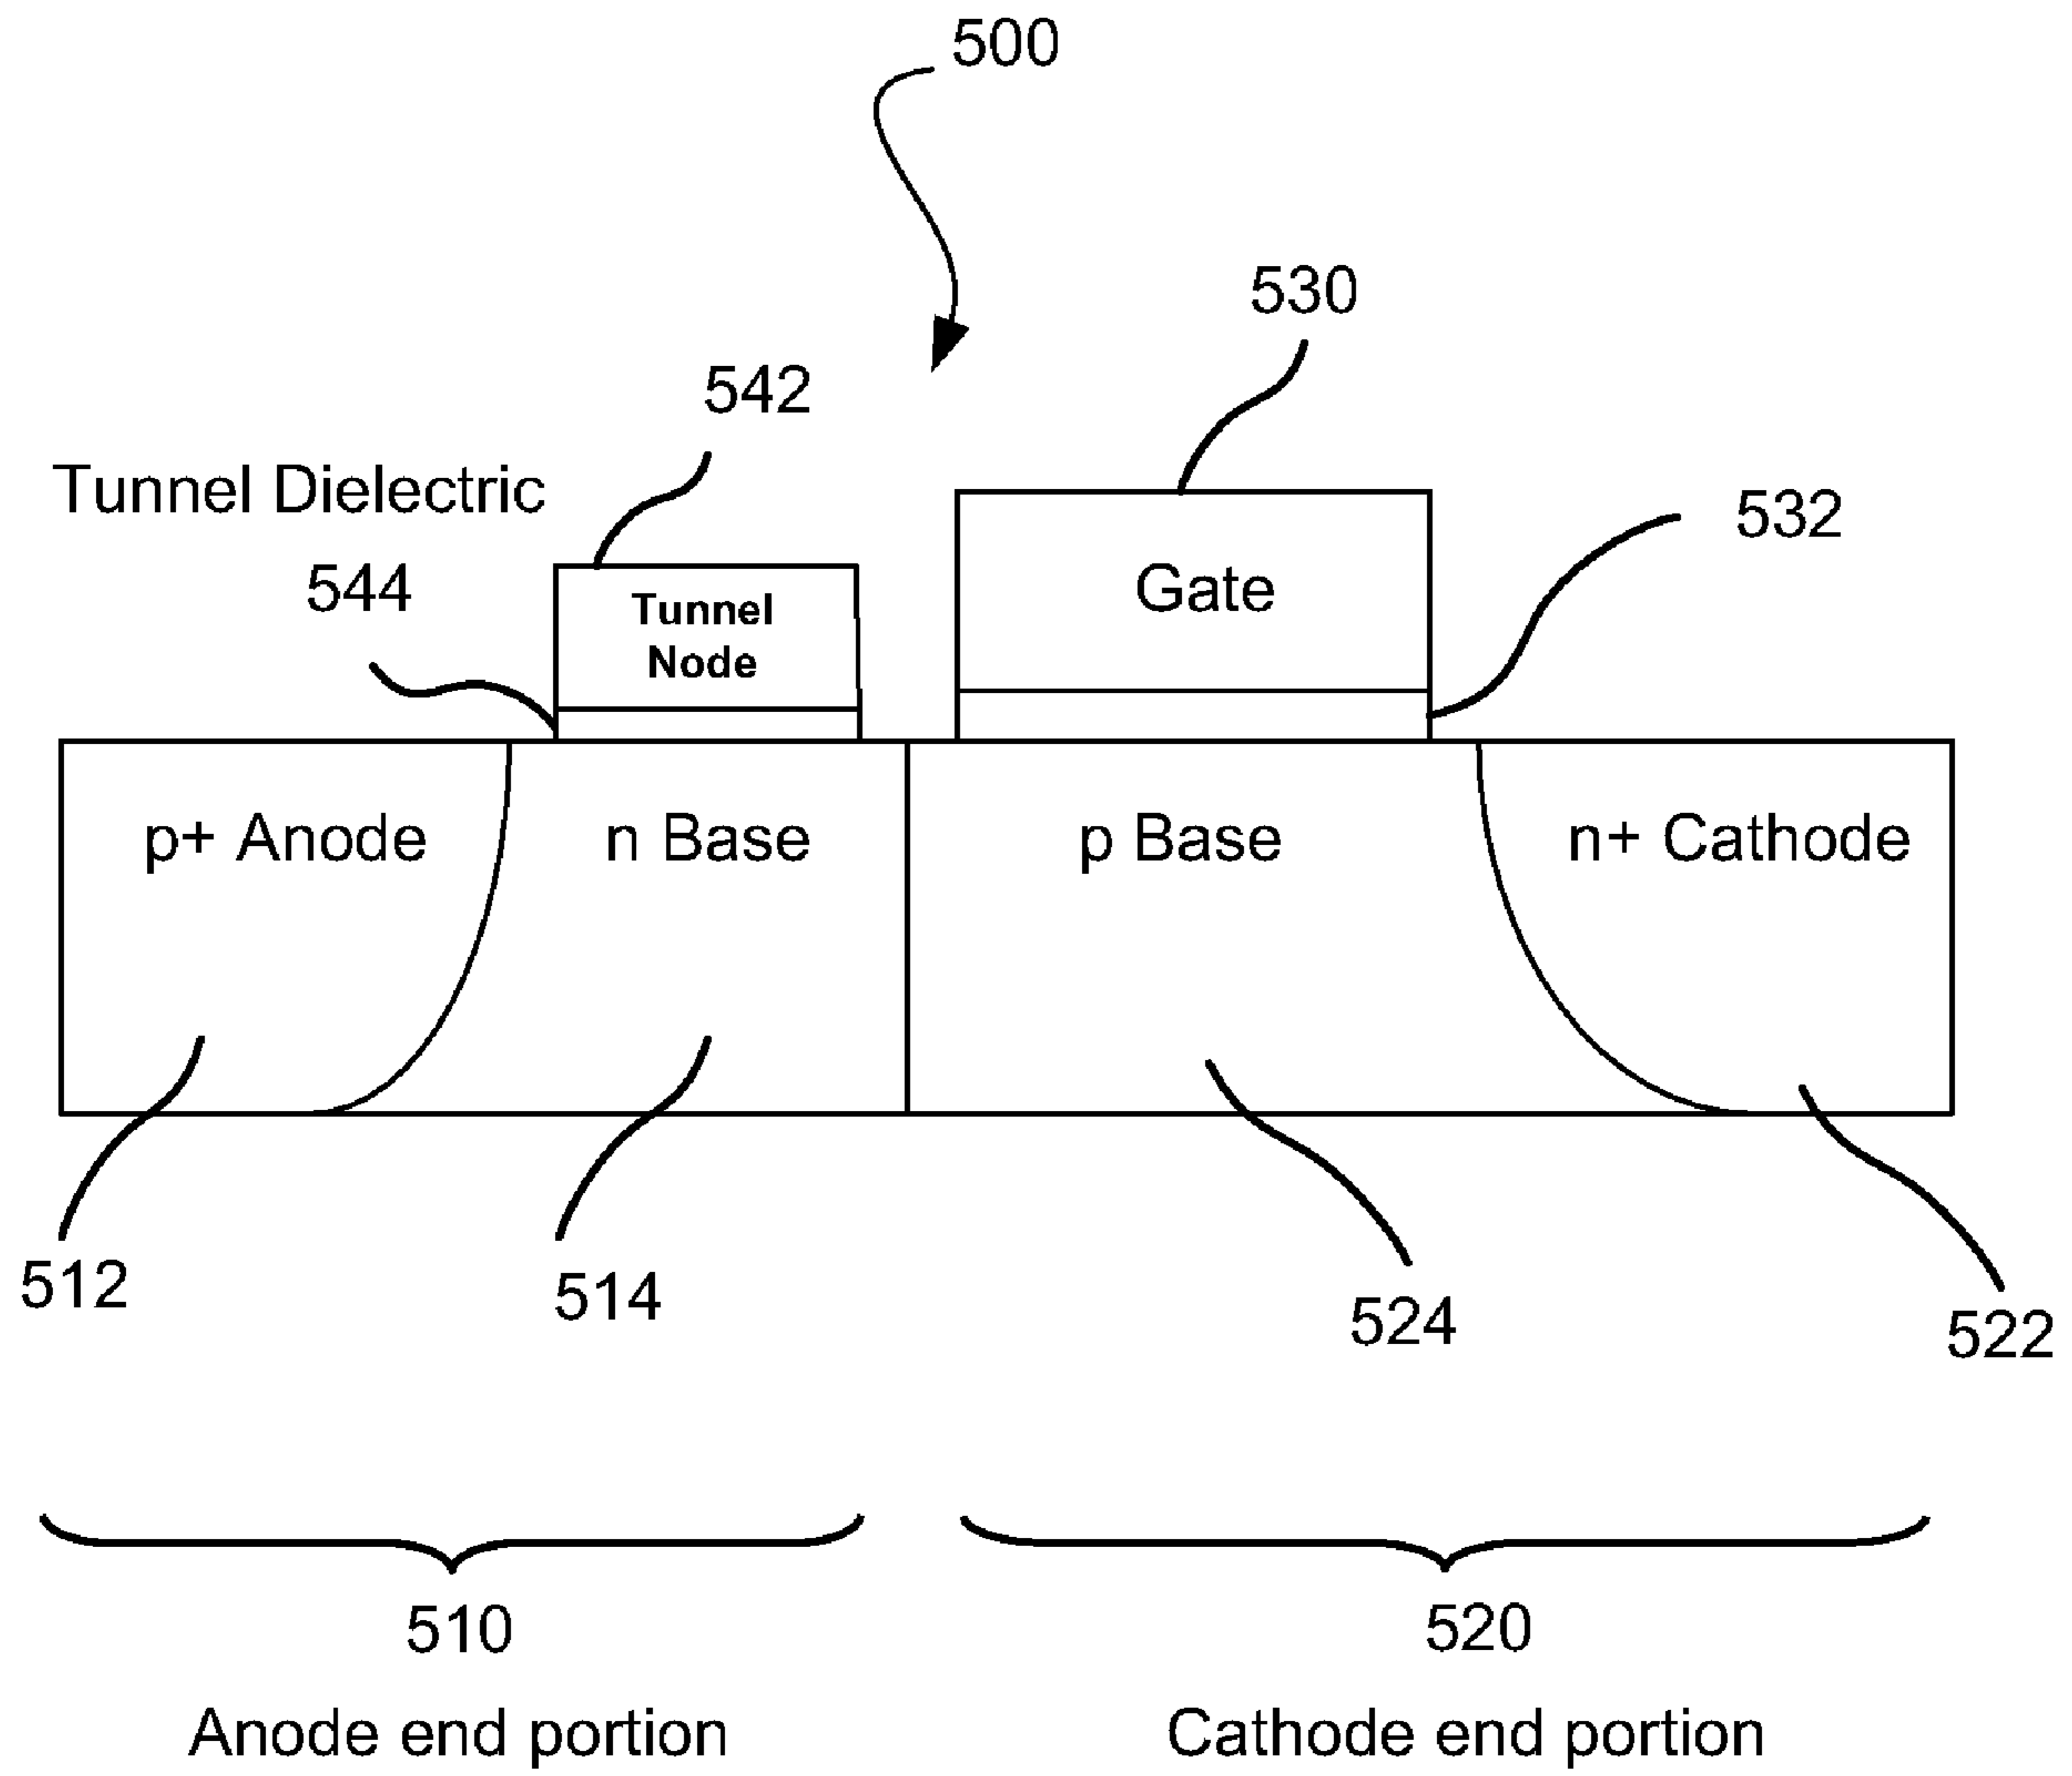 500
530
542
Tunnel Dielectric
532
544
Tunnel
Node
Gate
p+ Anode
n Base
p Base
n+ Cathode
512
514
524
522
510
520
Anode end portion
Cathode end portion